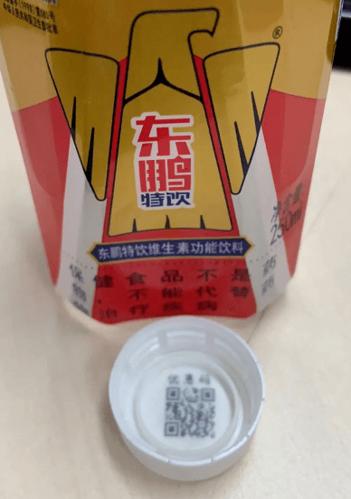 ®
东
鹏
特饮
净含量
250ml
东鹏特饮维生素功能饮料
保健食品不是药
物，不能代替药
治疗疾病
优惠码